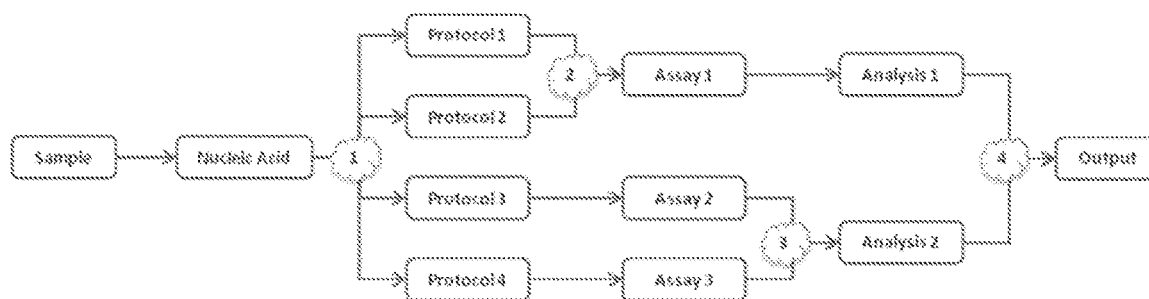 Protocol 1
2
Assay 1
Analysis 1
Protocol 2
Sample
Nucleic Acid
1
4
Output
Protocol 3
Assay 2
3
Analysis 2
Protocol 4
Assay 3